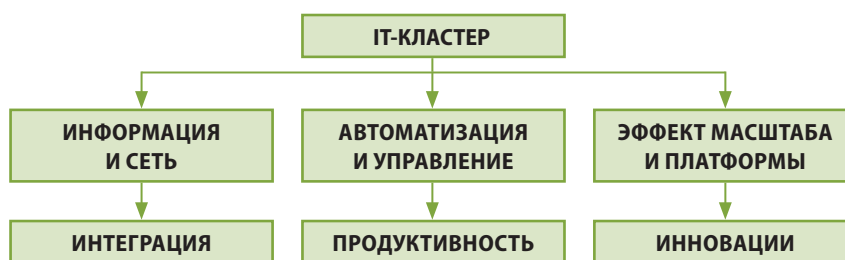 IT-КЛАСТЕР
ИНФОРМАЦИЯ
И СЕТЬ
АВТОМАТИЗАЦИЯ
И УПРАВЛЕНИЕ
ЭФФЕКТ МАСШТАБА
И ПЛАТФОРМЫ
ИНТЕГРАЦИЯ
ПРОДУКТИВНОСТЬ
ИННОВАЦИИ